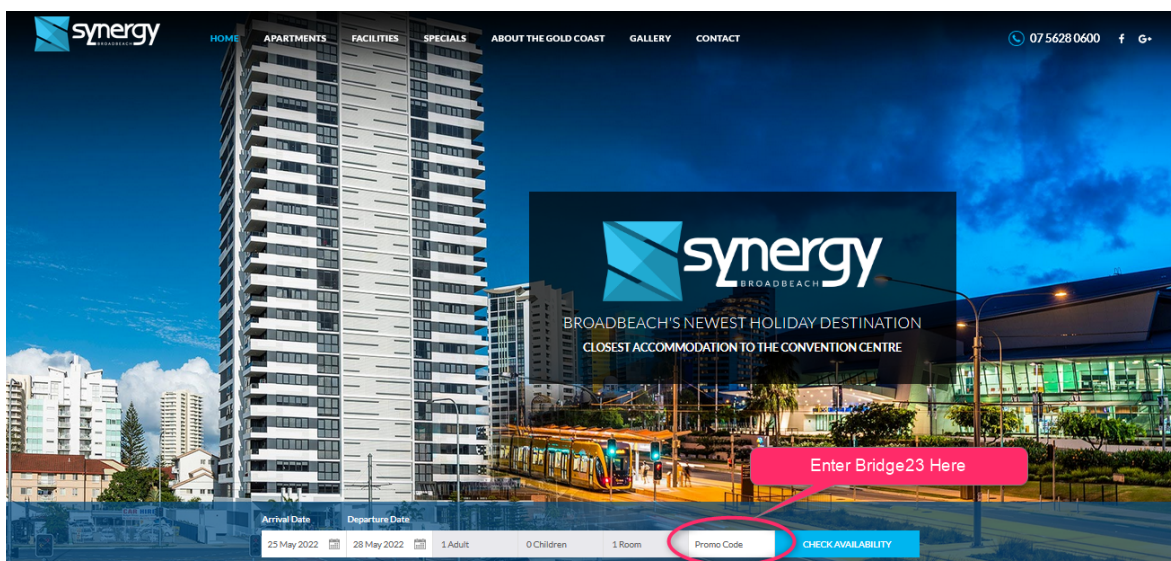 synergy
BROADBEACH
HOME APARTMENTS FACILITIES SPECIALS ABOUT THE GOLD COAST GALLERY CONTACT
07 5628 0600 f G+
synergy
BROADBEACH
BROADBEACH'S NEWEST HOLIDAY DESTINATION
CLOSEST ACCOMMODATION TO THE CONVENTION CENTRE
Enter Bridge23 Here
CAR HIRE
Arrival Date Departure Date
25 May 2022 28 May 2022 1 Adult 0 Children 1 Room Promo Code CHECK AVAILABILITY